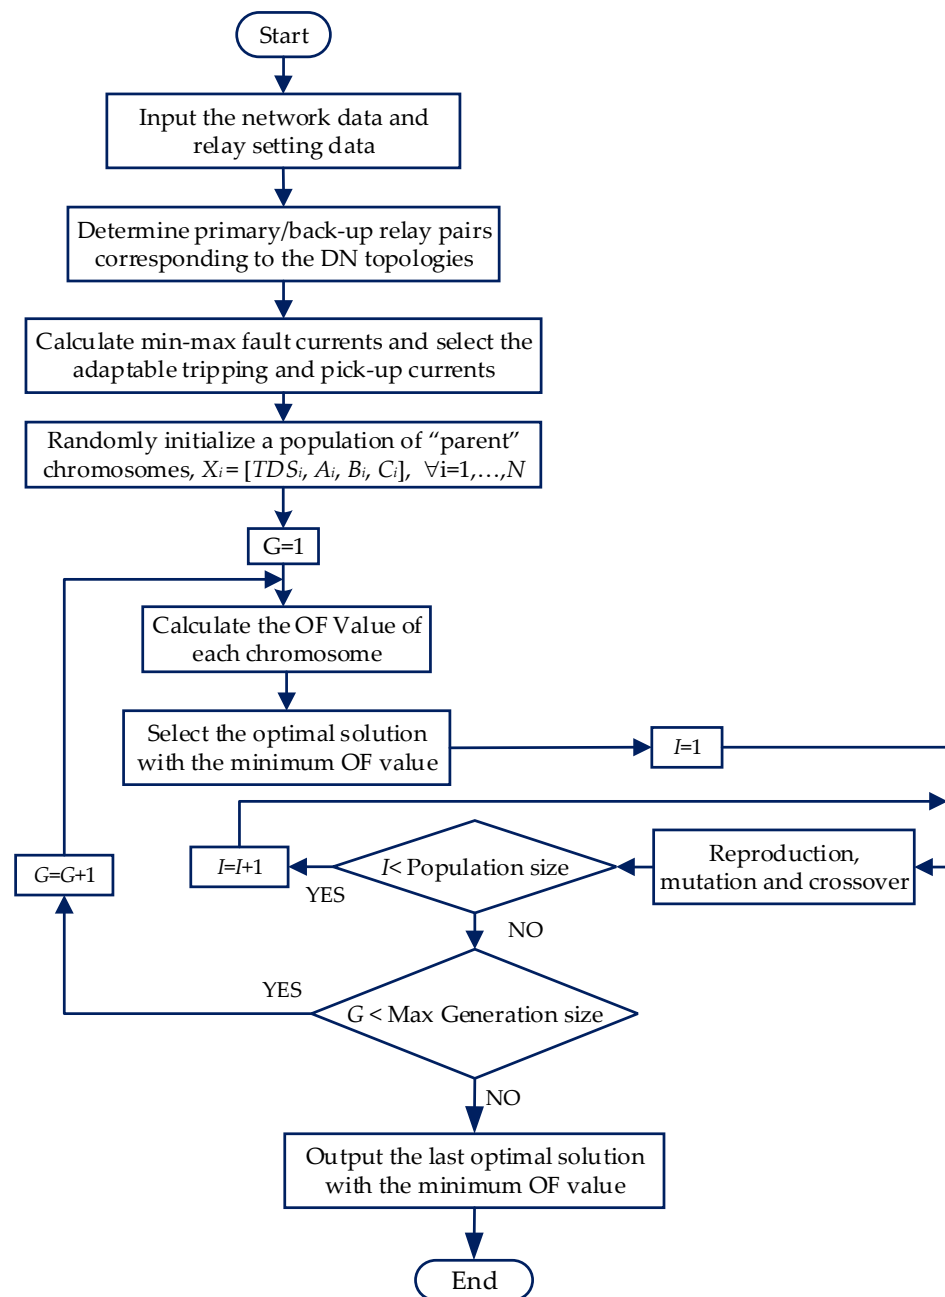 Start
Input the network data and
relay setting data
Determine primary/back-up relay pairs
corresponding to the DN topologies
Calculate min-max fault currents and select the
adaptable tripping and pick-up currents
Randomly initialize a population of “parent”
chromosomes, Xi = [TDSi, Ai, Bi, Ci], ∀i=1,…,N
G=1
Calculate the OF Value of
each chromosome
Select the optimal solution
with the minimum OF value
I=1
Reproduction,
mutation and crossover
I< Population size
I=I+1
YES
G=G+1
NO
YES
G < Max Generation size
NO
Output the last optimal solution
with the minimum OF value
End